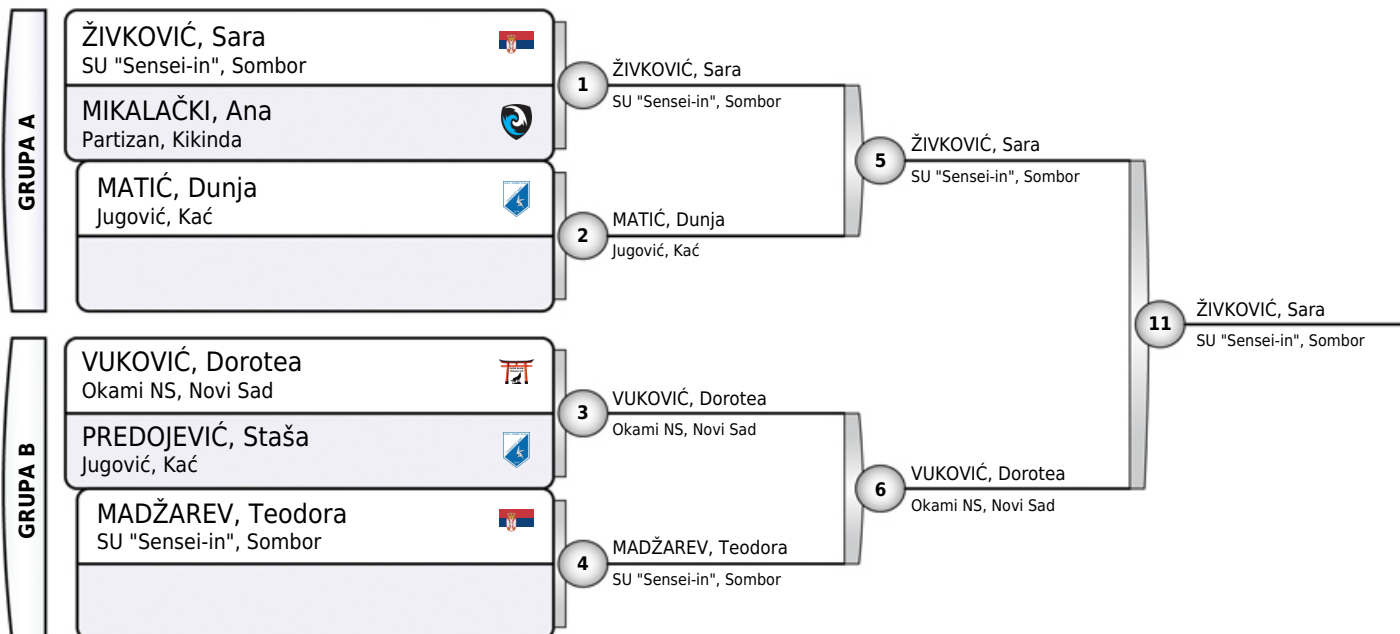 GRUPA A
ŽIVKOVIĆ, Sara
SU "Sensei-in", Sombor
MIKALAČKI, Ana
Partizan, Kikinda
MATIĆ, Dunja
Jugović, Kać
1
ŽIVKOVIĆ, Sara
SU "Sensei-in", Sombor
2
MATIĆ, Dunja
Jugović, Kać
5
ŽIVKOVIĆ, Sara
SU "Sensei-in", Sombor
GRUPA B
VUKOVIĆ, Dorotea
Okami NS, Novi Sad
PREDOJEVIĆ, Staša
Jugović, Kać
MADŽAREV, Teodora
SU "Sensei-in", Sombor
3
VUKOVIĆ, Dorotea
Okami NS, Novi Sad
4
MADŽAREV, Teodora
SU "Sensei-in", Sombor
6
VUKOVIĆ, Dorotea
Okami NS, Novi Sad
11
ŽIVKOVIĆ, Sara
SU "Sensei-in", Sombor